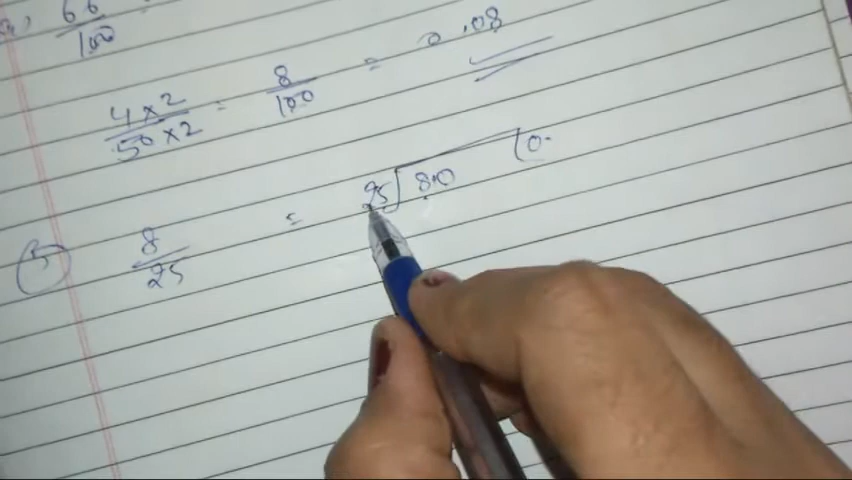 66/100
(4×2)/(50×2) = 8/100 = 0.08
5 8/25 = 25 8.0 (0.